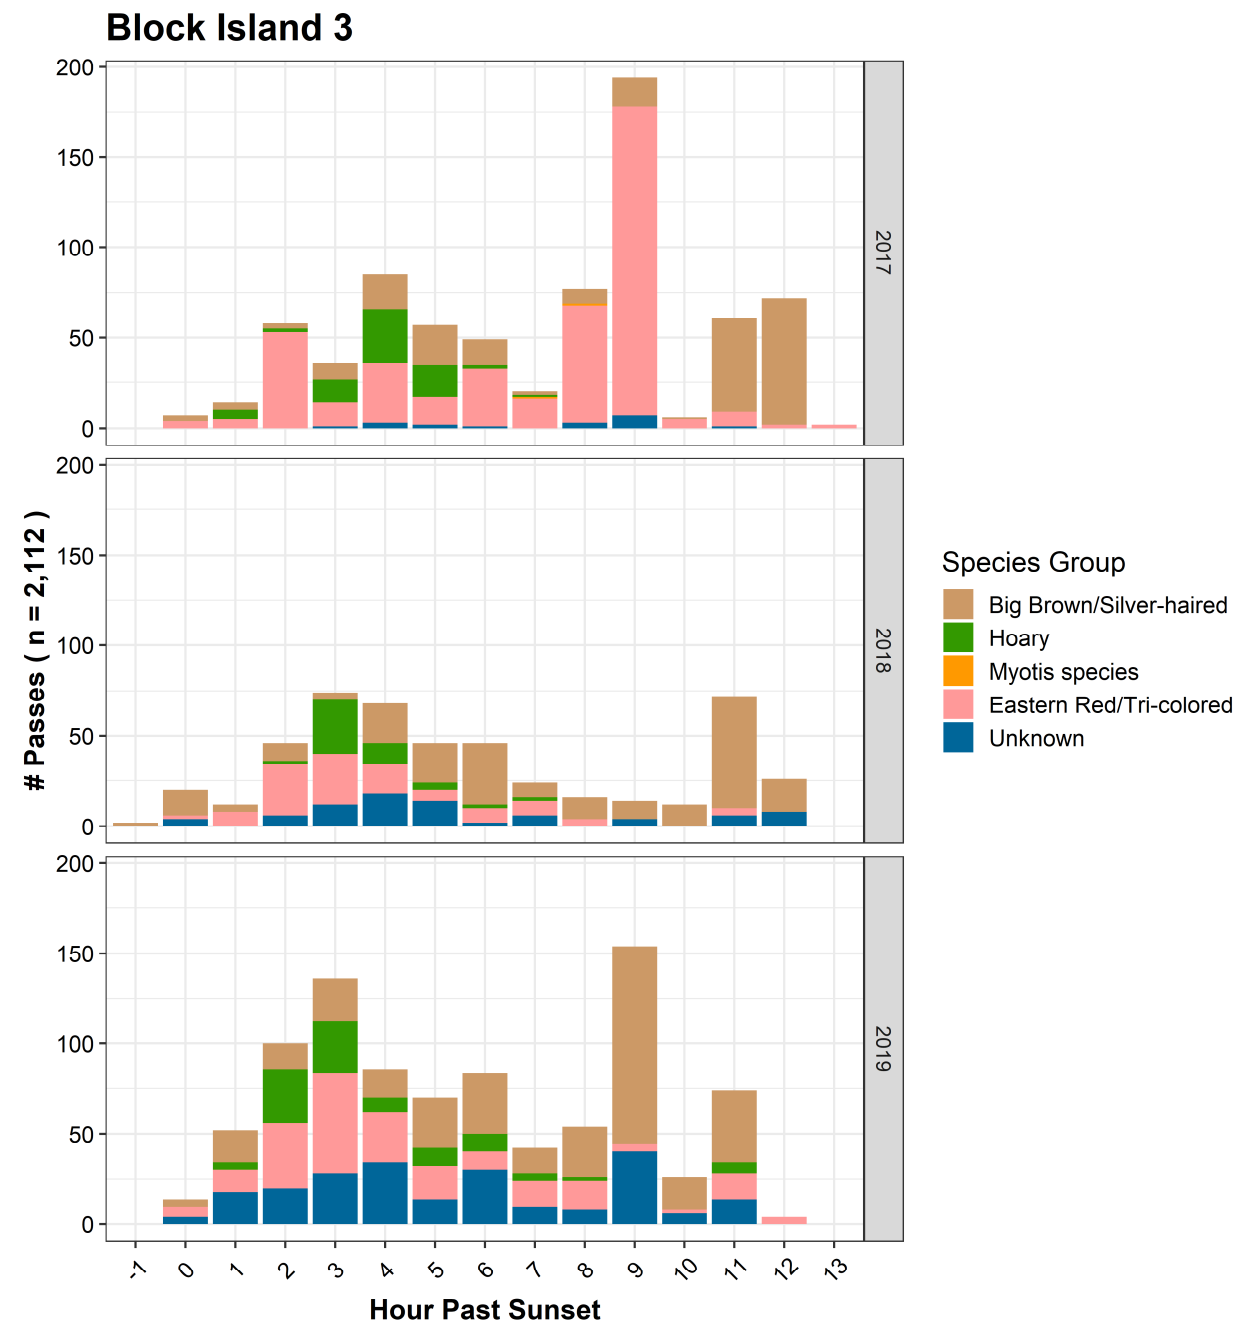 Block Island 3
200
150
100
50
0
2017
200
150
100
50
0
2018
200
150
100
50
0
2019
# Passes ( n = 2,112 )
-1 0 1 2 3 4 5 6 7 8 9 10 11 12 13
Hour Past Sunset
Species Group
Big Brown/Silver-haired
Hoary
Myotis species
Eastern Red/Tri-colored
Unknown